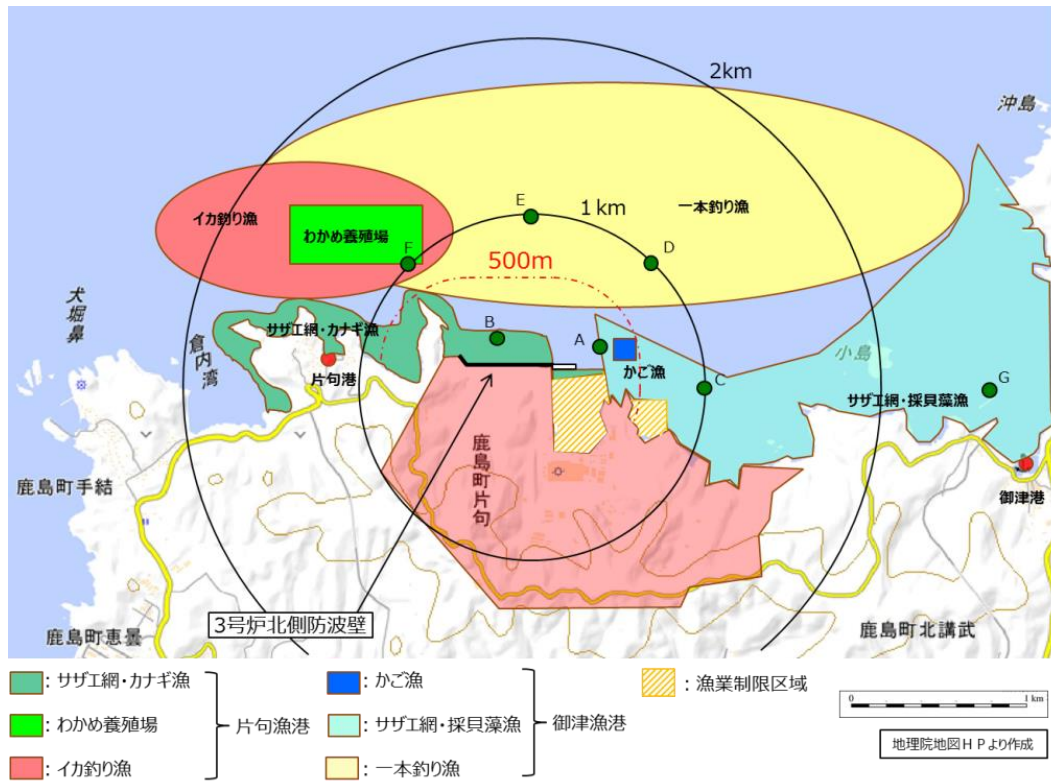 2km
沖島
1km
E
一本釣り漁
イカ釣り漁
わかめ養殖場
F
D
500m
犬堀鼻
倉内湾
サザエ網・カナギ漁
片句港
B
A
かご漁
小島
C
サザエ網・採貝藻漁
G
御津港
鹿島町手結
鹿島町片句
3号炉北側防波壁
鹿島町恵曇
鹿島町北講武
：サザエ網・カナギ漁
：わかめ養殖場
：イカ釣り漁
片句漁港
：かご漁
：サザエ網・採貝藻漁
：一本釣り漁
御津漁港
：漁業制限区域
0 1 km
地理院地図ＨＰより作成